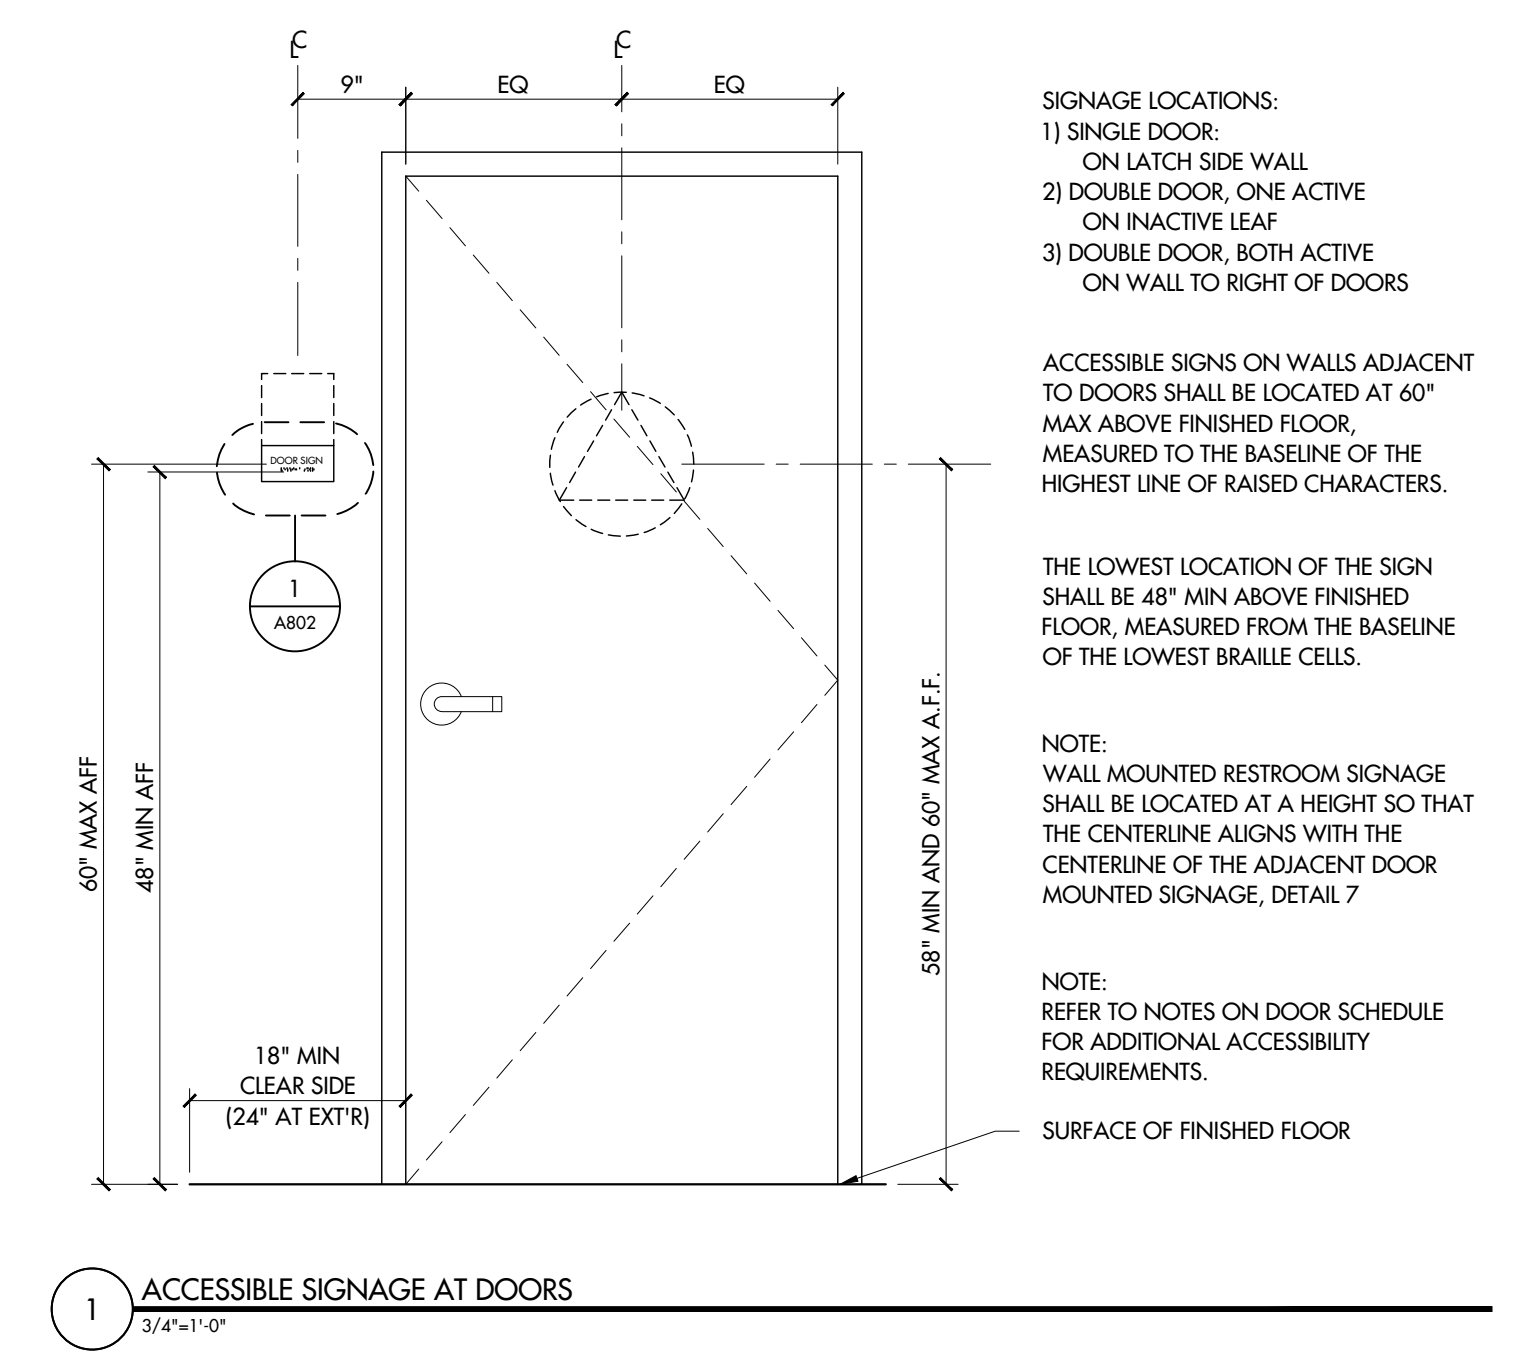 CL
CL
9"
EQ
EQ
SIGNAGE LOCATIONS:
1) SINGLE DOOR:
ON LATCH SIDE WALL
2) DOUBLE DOOR, ONE ACTIVE
ON INACTIVE LEAF
3) DOUBLE DOOR, BOTH ACTIVE
ON WALL TO RIGHT OF DOORS
ACCESSIBLE SIGNS ON WALLS ADJACENT
TO DOORS SHALL BE LOCATED AT 60"
MAX ABOVE FINISHED FLOOR,
MEASURED TO THE BASELINE OF THE
HIGHEST LINE OF RAISED CHARACTERS.
DOOR SIGN
THE LOWEST LOCATION OF THE SIGN
SHALL BE 48" MIN ABOVE FINISHED
FLOOR, MEASURED FROM THE BASELINE
OF THE LOWEST BRAILLE CELLS.
1
A802
60" MAX AFF
48" MIN AFF
58" MIN AND 60" MAX A.F.F.
NOTE:
WALL MOUNTED RESTROOM SIGNAGE
SHALL BE LOCATED AT A HEIGHT SO THAT
THE CENTERLINE ALIGNS WITH THE
CENTERLINE OF THE ADJACENT DOOR
MOUNTED SIGNAGE, DETAIL 7
NOTE:
REFER TO NOTES ON DOOR SCHEDULE
FOR ADDITIONAL ACCESSIBILITY
REQUIREMENTS.
18" MIN
CLEAR SIDE
(24" AT EXT'R)
SURFACE OF FINISHED FLOOR
1
ACCESSIBLE SIGNAGE AT DOORS
3/4"=1'-0"